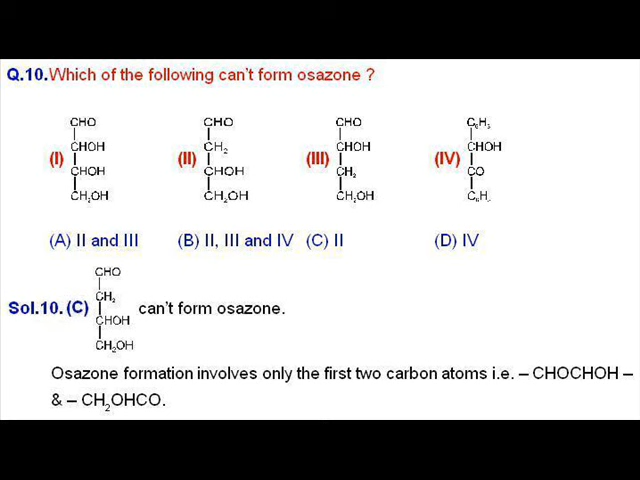 Q.10. Which of the following can't form osazone ?
(I) CHO CHOH CHOH CH₂OH
(II) CHO CH₂ CHOH CH₂OH
(III) CHO CHOH CH₂ CH₂OH
(IV) C₆H₅ CHOH CO
(A) II and III (B) II, III and IV (C) II (D) IV
Sol.10. (C) CHO CH₂ CHOH CH₂OH can't form osazone.
Osazone formation involves only the first two carbon atoms i.e. – CHOCHOH –
& – CH₂OHCO.